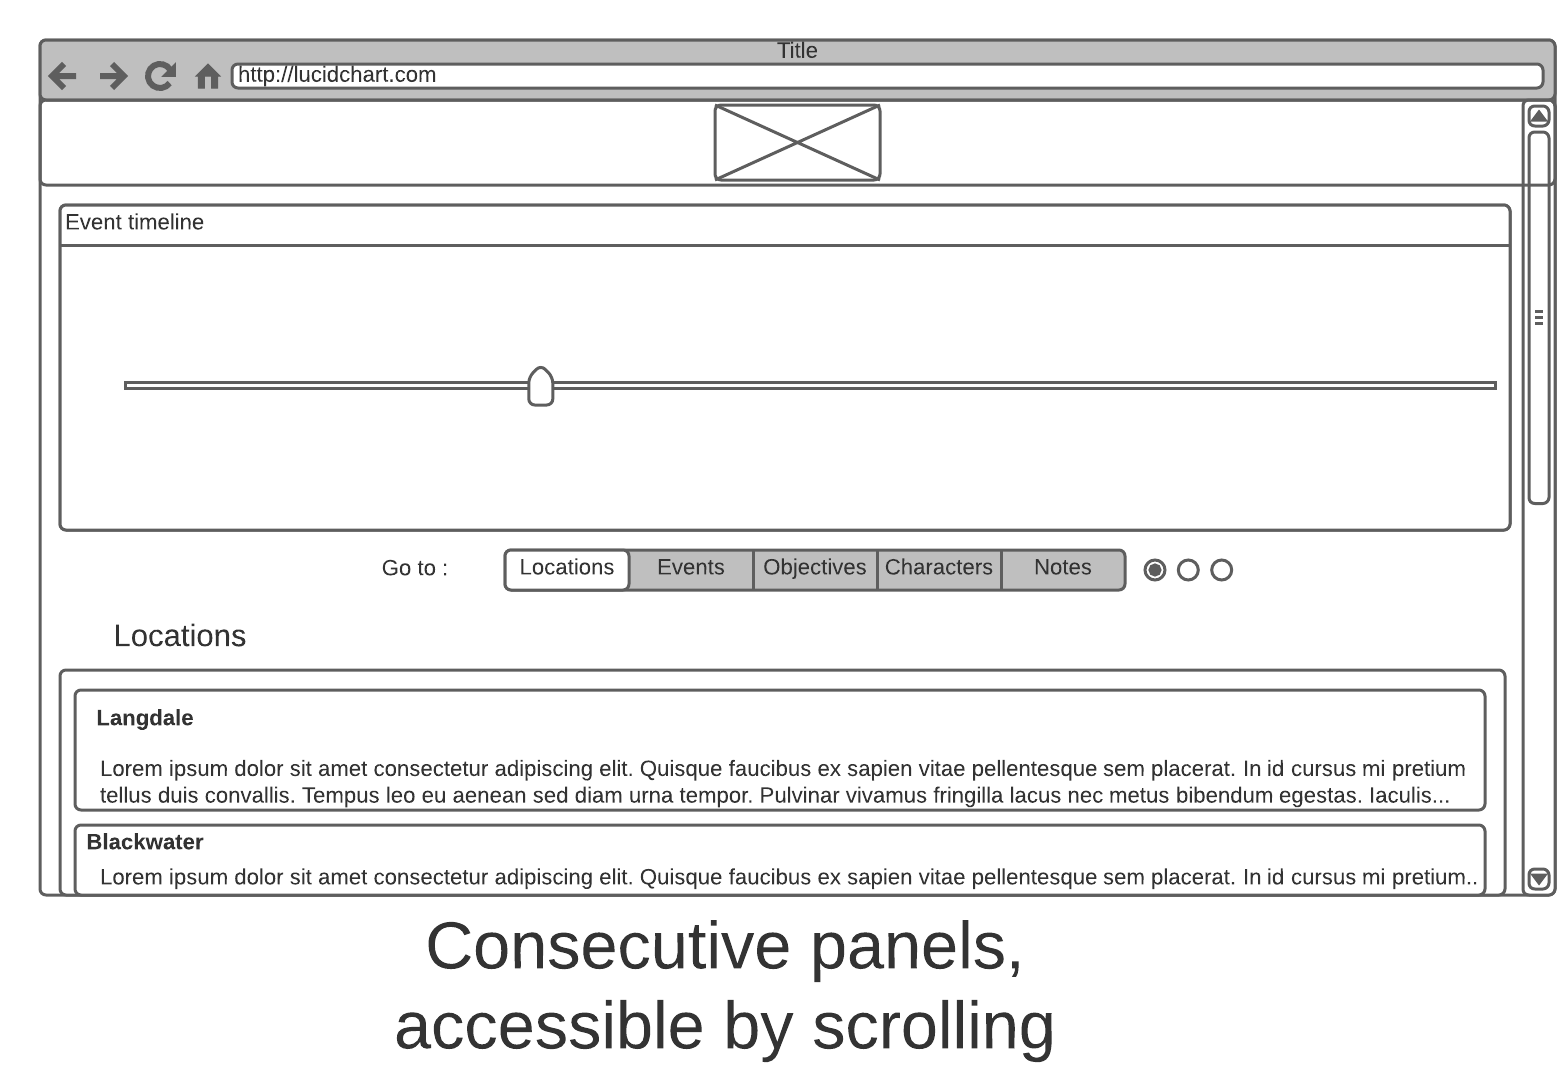 Title
http://lucidchart.com
Event timeline
Go to : Locations Events Objectives Characters Notes
Locations
Langdale
Lorem ipsum dolor sit amet consectetur adipiscing elit. Quisque faucibus ex sapien vitae pellentesque sem placerat. In id cursus mi pretium
tellus duis convallis. Tempus leo eu aenean sed diam urna tempor. Pulvinar vivamus fringilla lacus nec metus bibendum egestas. Iaculis...
Blackwater
Lorem ipsum dolor sit amet consectetur adipiscing elit. Quisque faucibus ex sapien vitae pellentesque sem placerat. In id cursus mi pretium..
Consecutive panels,
accessible by scrolling